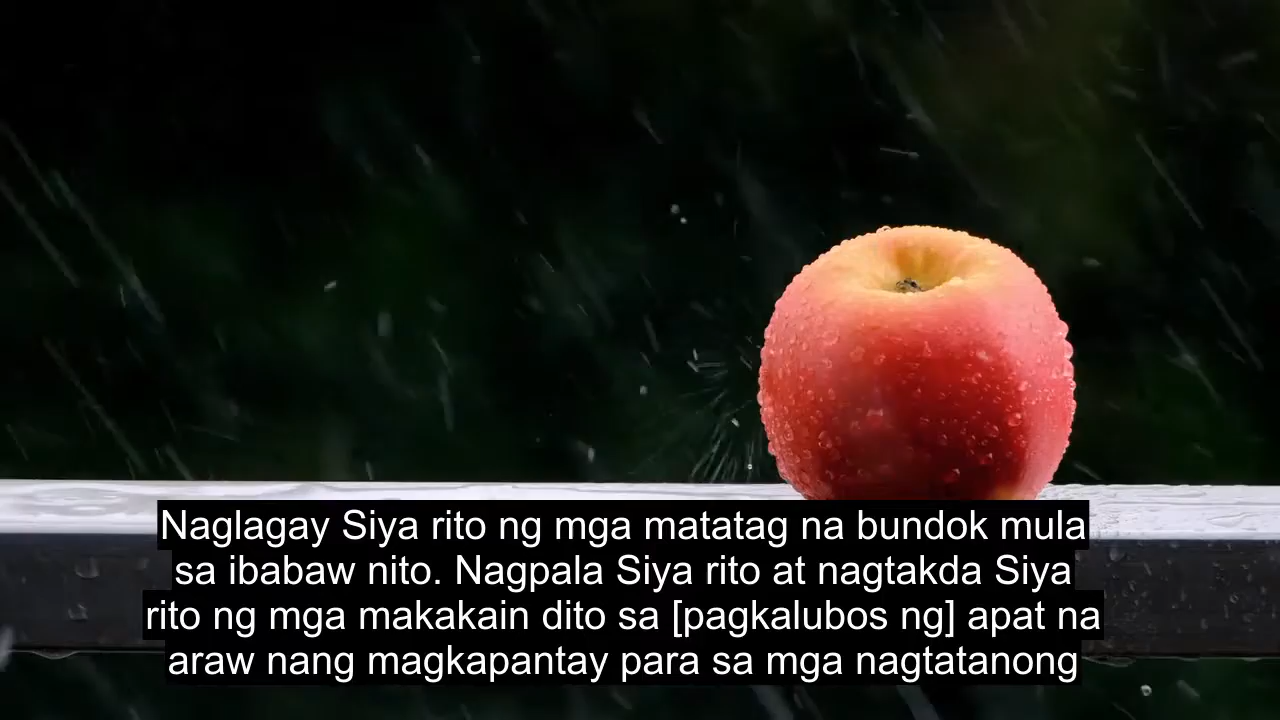 Naglagay Siya rito ng mga matatag na bundok mula
sa ibabaw nito. Nagpala Siya rito at nagtakda Siya
rito ng mga makakain dito sa [pagkalubos ng] apat na
araw nang magkapantay para sa mga nagtatanong